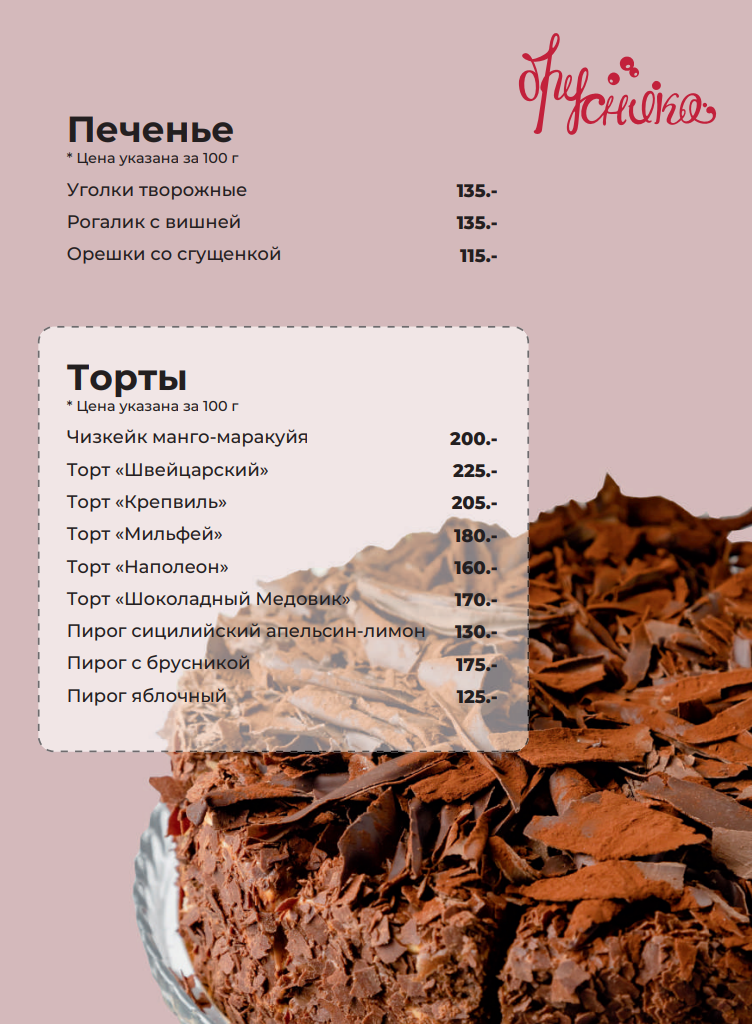 брусника
Печенье
* Цена указана за 100 г
Уголки творожные 135.-
Рогалик с вишней 135.-
Орешки со сгущенкой 115.-
Торты
* Цена указана за 100 г
Чизкейк манго-маракуйя 200.-
Торт «Швейцарский» 225.-
Торт «Крепвиль» 205.-
Торт «Мильфей» 180.-
Торт «Наполеон» 160.-
Торт «Шоколадный Медовик» 170.-
Пирог сицилийский апельсин-лимон 130.-
Пирог с брусникой 175.-
Пирог яблочный 125.-